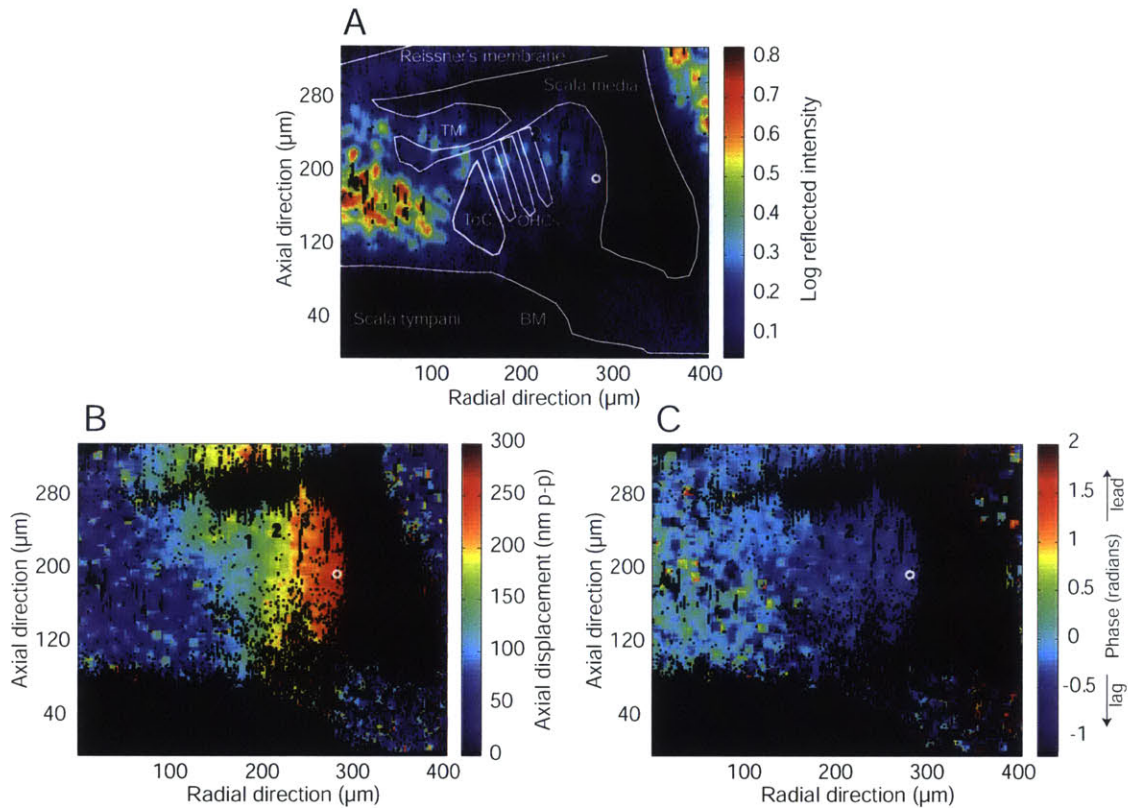 A
Reissner's membrane
Scala media
TM
ToC
OHCs
Scala tympani
BM
Axial direction (μm)
280
200
120
40
100
200
300
400
Radial direction (μm)
0.8
0.7
0.6
0.5
0.4
0.3
0.2
0.1
Log reflected intensity
B
1
2
Axial direction (μm)
280
200
120
40
100
200
300
400
Radial direction (μm)
300
250
200
150
100
50
0
Axial displacement (nm p-p)
C
2
Axial direction (μm)
280
200
120
40
100
200
300
400
Radial direction (μm)
2
1.5
1
0.5
0
-0.5
-1
lag
Phase (radians)
lead